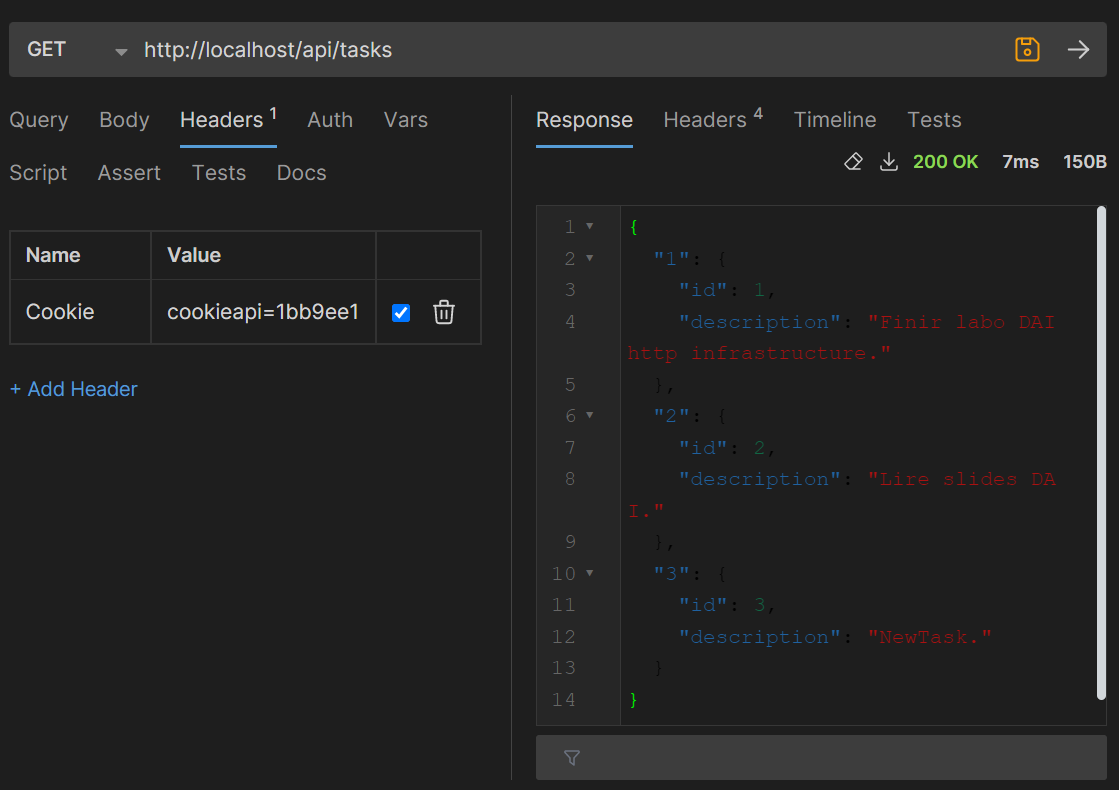 GET http://localhost/api/tasks
Query Body Headers 1 Auth Vars
Script Assert Tests Docs
Name Value
Cookie cookieapi=1bb9ee1
+ Add Header
Response Headers 4 Timeline Tests
200 OK 7ms 150B
1 {
2 "1": {
3 "id": 1,
4 "description": "Finir labo DAI
http infrastructure."
5 },
6 "2": {
7 "id": 2,
8 "description": "Lire slides DA
I."
9 },
10 "3": {
11 "id": 3,
12 "description": "NewTask."
13 }
14 }